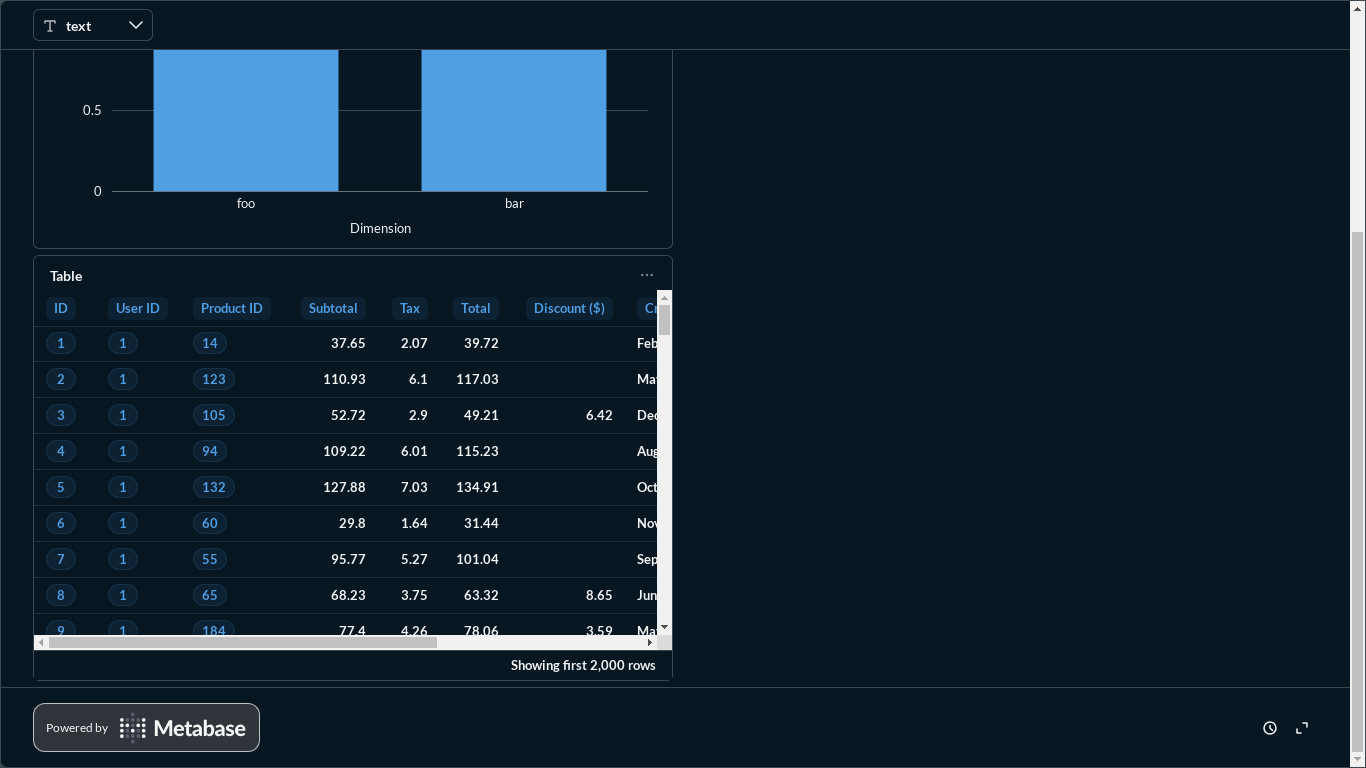 text
0.5
0
foo bar
Dimension
Table
ID User ID Product ID Subtotal Tax Total Discount ($)
1 1 14 37.65 2.07 39.72 Feb
2 1 123 110.93 6.1 117.03
3 1 105 52.72 2.9 49.21 6.42 Dec
4 1 94 109.22 6.01 115.23 Aug
5 1 132 127.88 7.03 134.91 Oct
6 1 60 29.8 1.64 31.44 Nov
7 1 55 95.77 5.27 101.04 Sep
8 1 65 68.23 3.75 63.32 8.65 Jun
9 1 184 77.4 4.26 78.06 3.59
Showing first 2,000 rows
Powered by Metabase